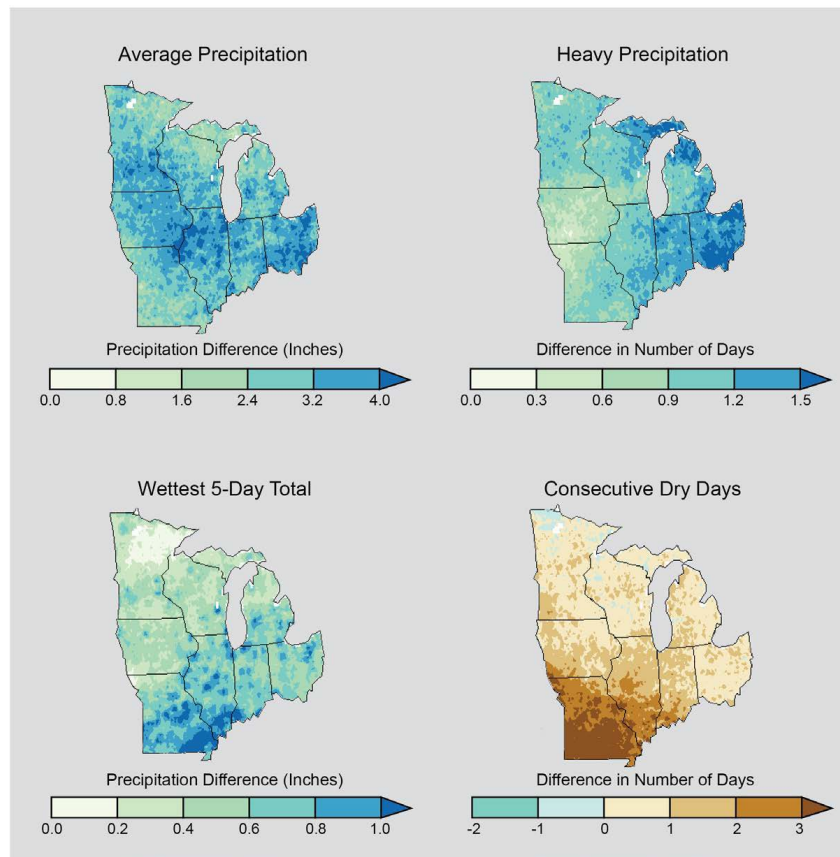 Average Precipitation
Heavy Precipitation
Precipitation Difference (Inches)
0.0 0.8 1.6 2.4 3.2 4.0
Difference in Number of Days
0.0 0.3 0.6 0.9 1.2 1.5
Wettest 5-Day Total
Consecutive Dry Days
Precipitation Difference (Inches)
0.0 0.2 0.4 0.6 0.8 1.0
Difference in Number of Days
-2 -1 0 1 2 3